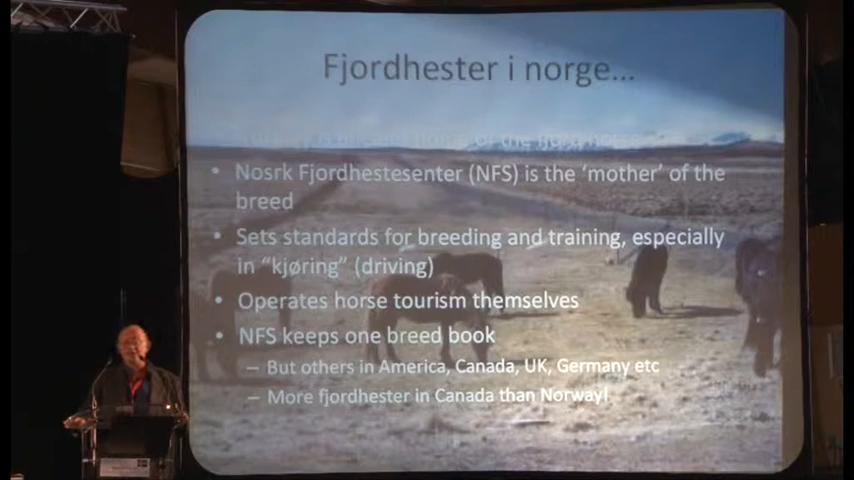 Fjordhester i norge...
• Nosrk Fjordhestesenter (NFS) is the ‘mother’ of the
breed
• Sets standards for breeding and training, especially
in “kjøring” (driving)
• Operates horse tourism themselves
• NFS keeps one breed book
– But others in America, Canada, UK, Germany etc
– More fjordhester in Canada than Norway!